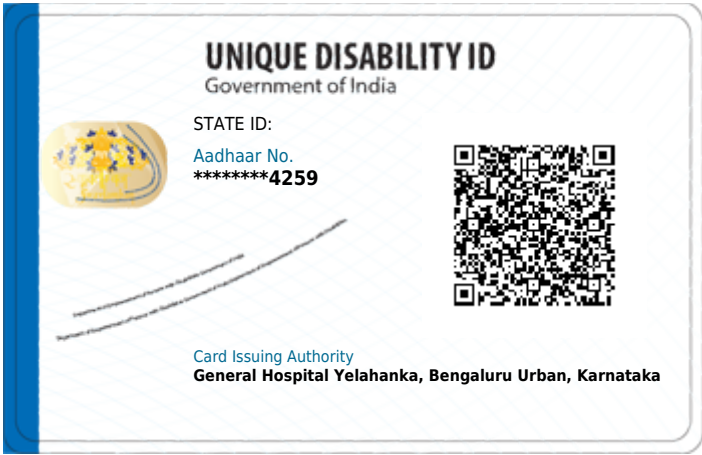 UNIQUE DISABILITY ID
Government of India
STATE ID:
Aadhaar No.
********4259
Card Issuing Authority
General Hospital Yelahanka, Bengaluru Urban, Karnataka